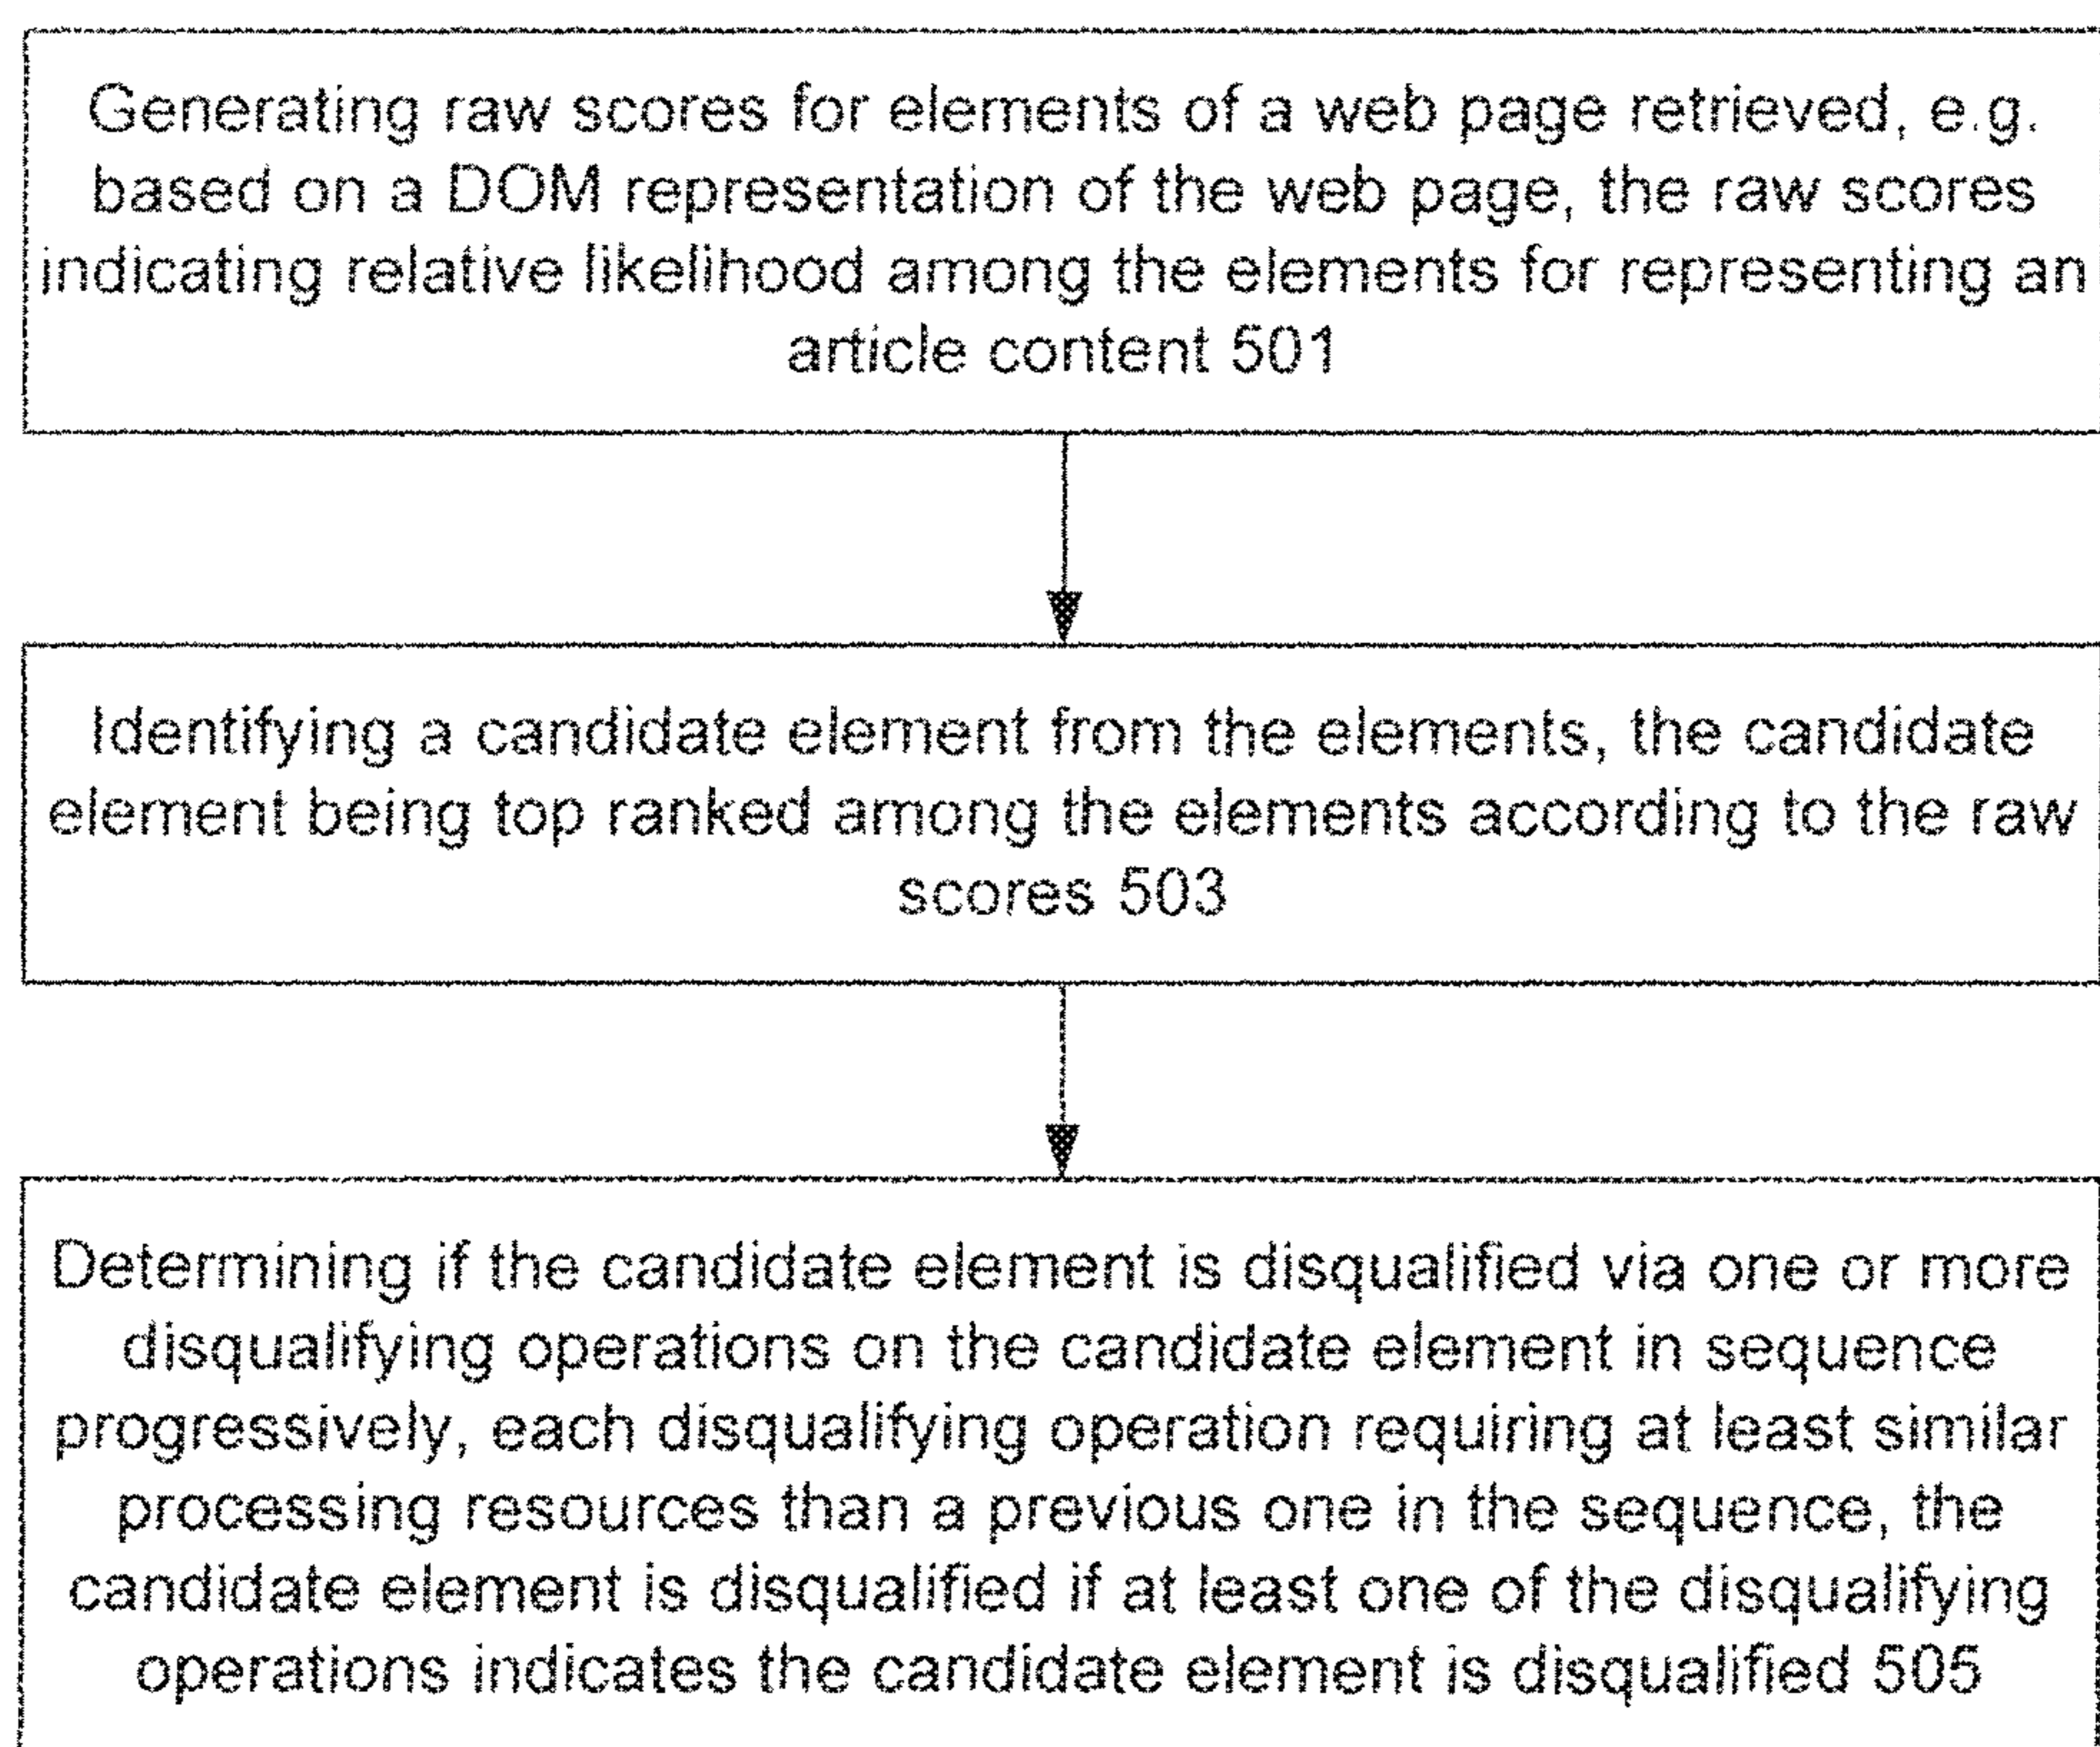 Generating raw scores for elements of a web page retrieved, e.g.
based on a DOM representation of the web page, the raw scores
indicating relative likelihood among the elements for representing an
article content 501
Identifying a candidate element from the elements, the candidate
element being top ranked among the elements according to the raw
scores 503
Determining if the candidate element is disqualified via one or more
disqualifying operations on the candidate element in sequence
progressively, each disqualifying operation requiring at least similar
processing resources than a previous one in the sequence, the
candidate element is disqualified if at least one of the disqualifying
operations indicates the candidate element is disqualified 505